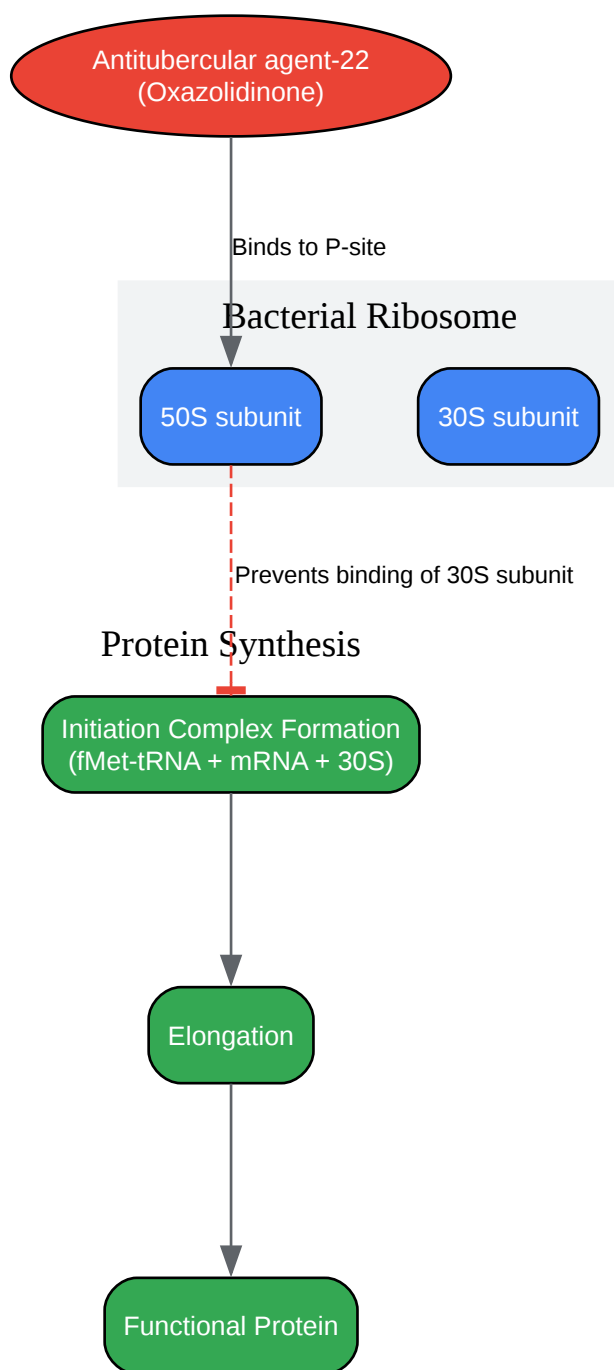 Antitubercular agent-22
(Oxazolidinone)
Binds to P-site
Bacterial Ribosome
50S subunit
30S subunit
Prevents binding of 30S subunit
Protein Synthesis
Initiation Complex Formation
(fMet-tRNA + mRNA + 30S)
Elongation
Functional Protein